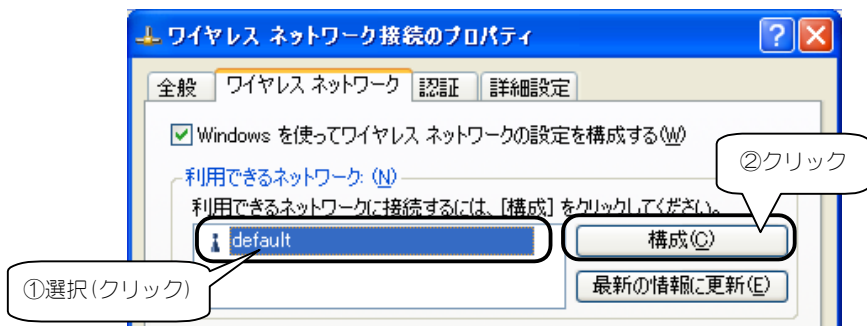 ワイヤレス ネットワーク接続のプロパティ
全般 ワイヤレス ネットワーク 認証 詳細設定
Windows を使ってワイヤレス ネットワークの設定を構成する(W)
②クリック
利用できるネットワーク: (N)
利用できるネットワークに接続するには、[構成] をクリックしてください。
default 構成(C)
①選択(クリック) 最新の情報に更新(E)